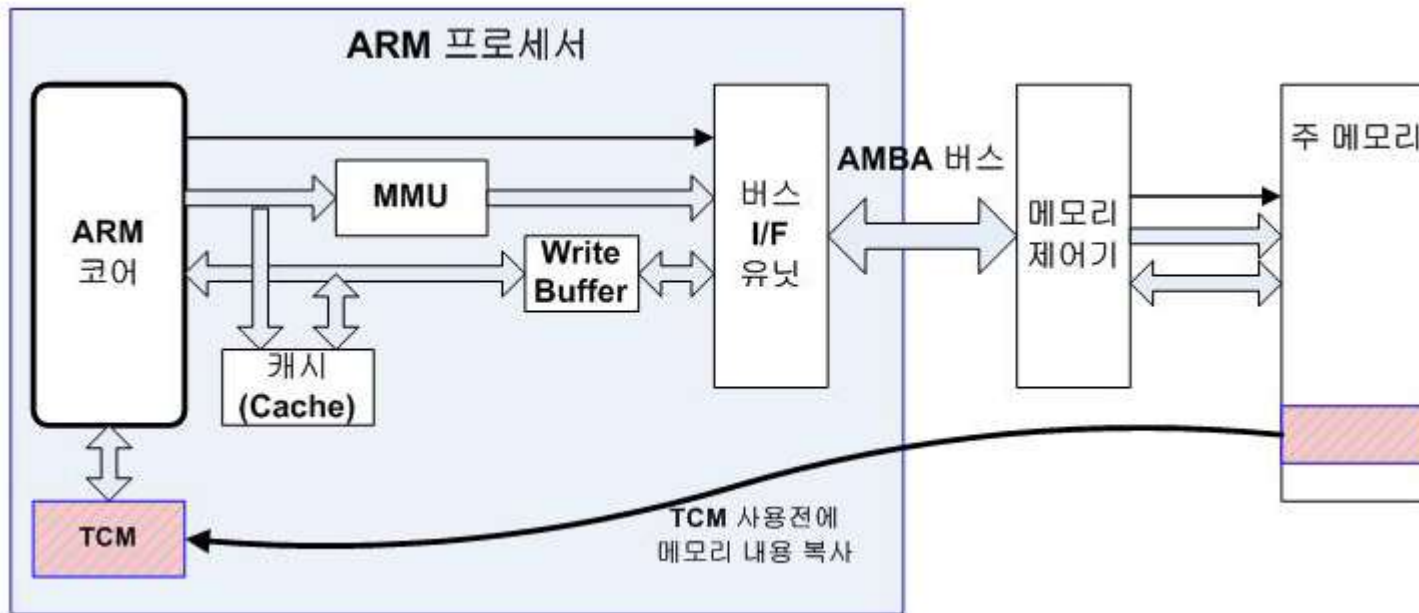 ARM 프로세서
ARM
코어
MMU
Write
Buffer
캐시
(Cache)
TCM
버스
I/F
유닛
AMBA 버스
메모리
제어기
주 메모리
TCM 사용전에
메모리 내용 복사